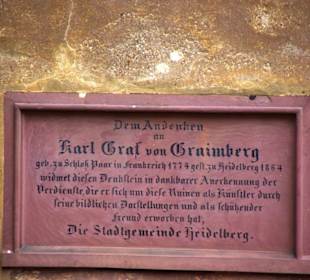 Dem Andenken
an
Karl Graf von Graimberg
geb. zu Schloß Paar in Frankreich 1774 gest. zu Heidelberg 1864
widmet diesen Denkstein in dankbarer Anerkennung der
Verdienste, die er sich um diese Ruinen als Künstler durch
seine bildlichen Darstellungen und als schützender
Freund erworben hat,
Die Stadtgemeinde Heidelberg.